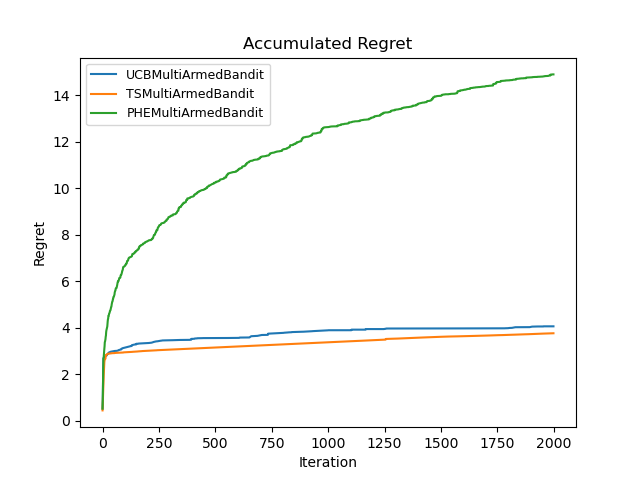 Accumulated Regret
UCBMultiArmedBandit
TSMultiArmedBandit
PHEMultiArmedBandit
14
12
10
8
6
4
2
0
Regret
0 250 500 750 1000 1250 1500 1750 2000
Iteration